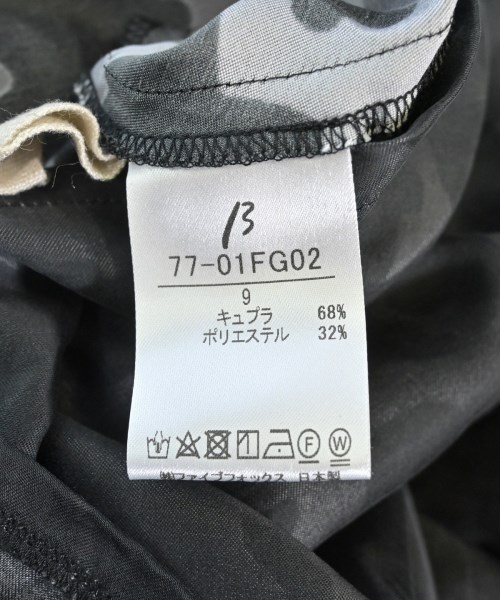 β
77-01FG02
9
キュプラ 68%
ポリエステル 32%
F W
㈱ファイブフォックス 日本製